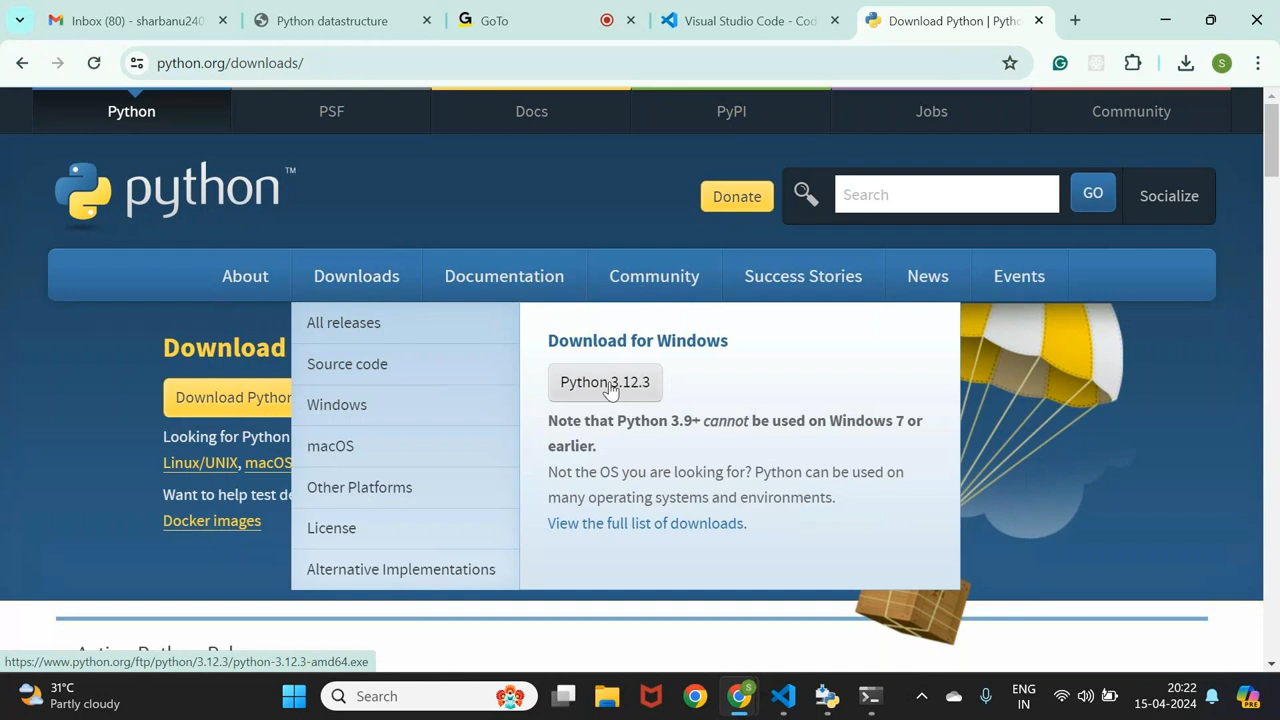 Inbox (80) - sharbanu240
Python datastructure
GoTo
Visual Studio Code - Cod
Download Python | Pytho
python.org/downloads/
S
Python
PSF
Docs
PyPI
Jobs
Community
python™
Donate
Search
GO
Socialize
About
Downloads
Documentation
Community
Success Stories
News
Events
Download
Download Python
Looking for Python
Linux/UNIX, macOS
Want to help test de
Docker images
All releases
Source code
Windows
macOS
Other Platforms
License
Alternative Implementations
Download for Windows
Python 3.12.3
Note that Python 3.9+ cannot be used on Windows 7 or
earlier.
Not the OS you are looking for? Python can be used on
many operating systems and environments.
View the full list of downloads.
https://www.python.org/ftp/python/3.12.3/python-3.12.3-amd64.exe
31°C
Partly cloudy
Search
S
ENG
IN
20:22
15-04-2024
PRE